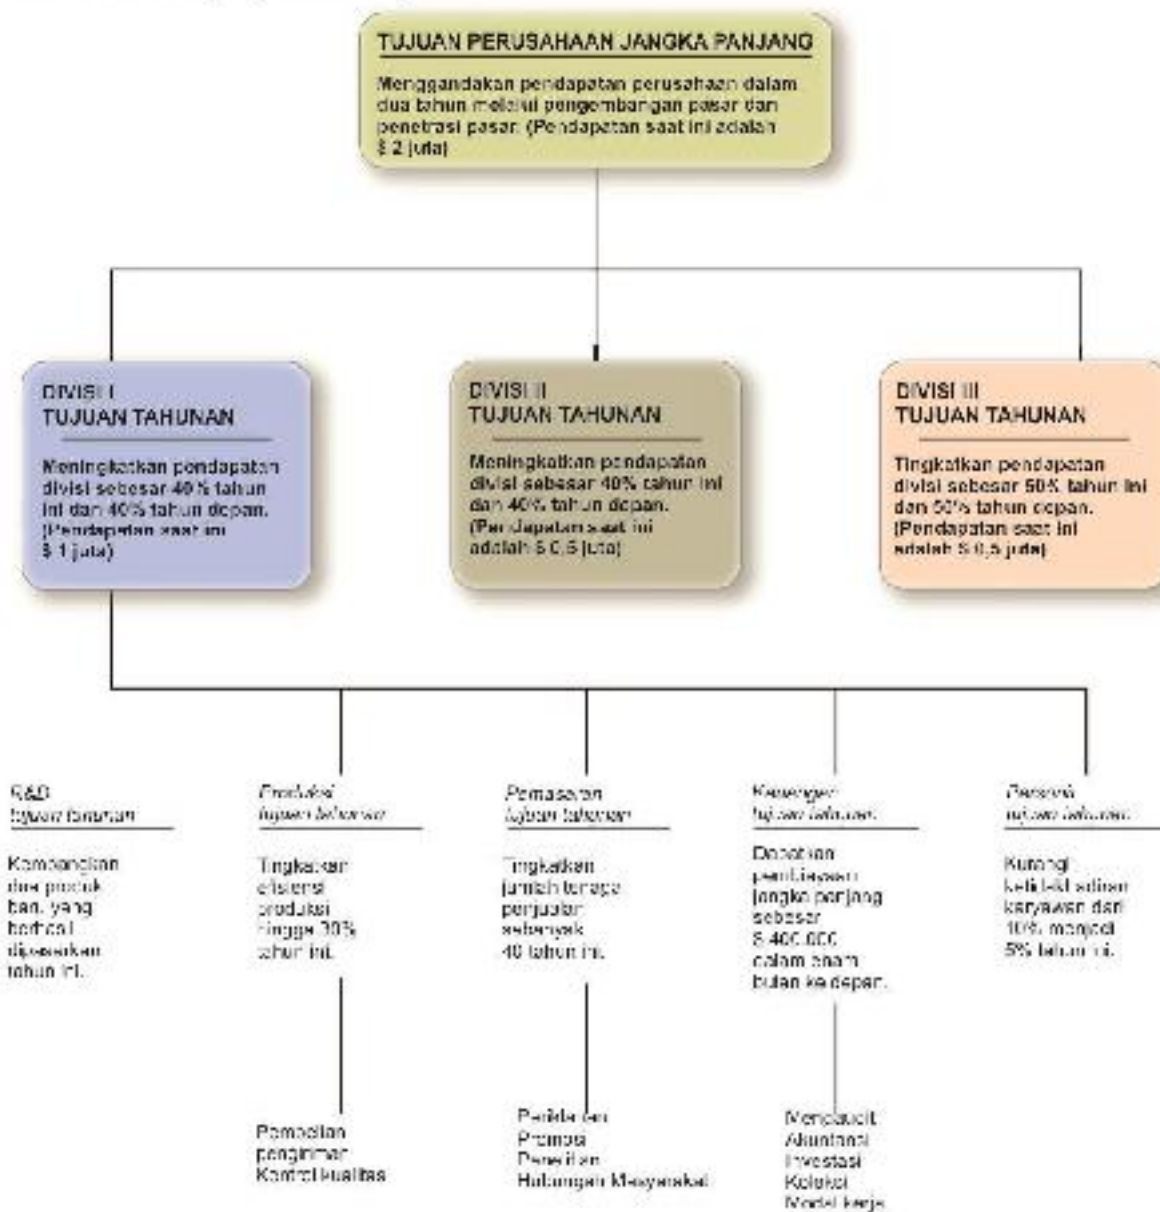 TUJUAN PERUSAHAAN JANGKA PANJANG
Menggandakan pendapatan perusahaan dalam
dua tahun melalui pengembangan pasar dan
penetrasi pasar. (Pendapatan saat ini adalah
$ 2 juta)
DIVISI I
TUJUAN TAHUNAN
Meningkatkan pendapatan
divisi sebesar 40% tahun
ini dan 40% tahun depan.
(Pendapatan saat ini
$ 1 juta)
DIVISI II
TUJUAN TAHUNAN
Meningkatkan pendapatan
divisi sebesar 40% tahun ini
dan 40% tahun depan.
(Pendapatan saat ini
adalah $ 0,5 juta)
DIVISI III
TUJUAN TAHUNAN
Tingkatkan pendapatan
divisi sebesar 50% tahun ini
dan 50% tahun depan.
(Pendapatan saat ini
adalah $ 0,5 juta)
R&D
tujuan tahunan
Kembangkan
dua produk
baru yang
berhasil
dipasarkan
tahun ini.
Produksi
tujuan tahunan
Tingkatkan
efisiensi
produksi
hingga 30%
tahun ini.
Pemasaran
tujuan tahunan
Tingkatkan
jumlah tenaga
penjualan
sebanyak
40 tahun ini.
Keuangan
tujuan tahunan
Dapatkan
pembiayaan
jangka panjang
sebesar
$ 400.000
dalam enam
bulan ke depan.
tujuan tahunan
Kurangi
ketidakhadiran
karyawan dari
10% menjadi
5% tahun ini.
Pembelian
pengiriman
Kontrol kualitas
Periklanan
Promosi
Penelitian
Hubungan Masyarakat
Mengaudit
Akuntansi
Investasi
Koleksi
Modal kerja